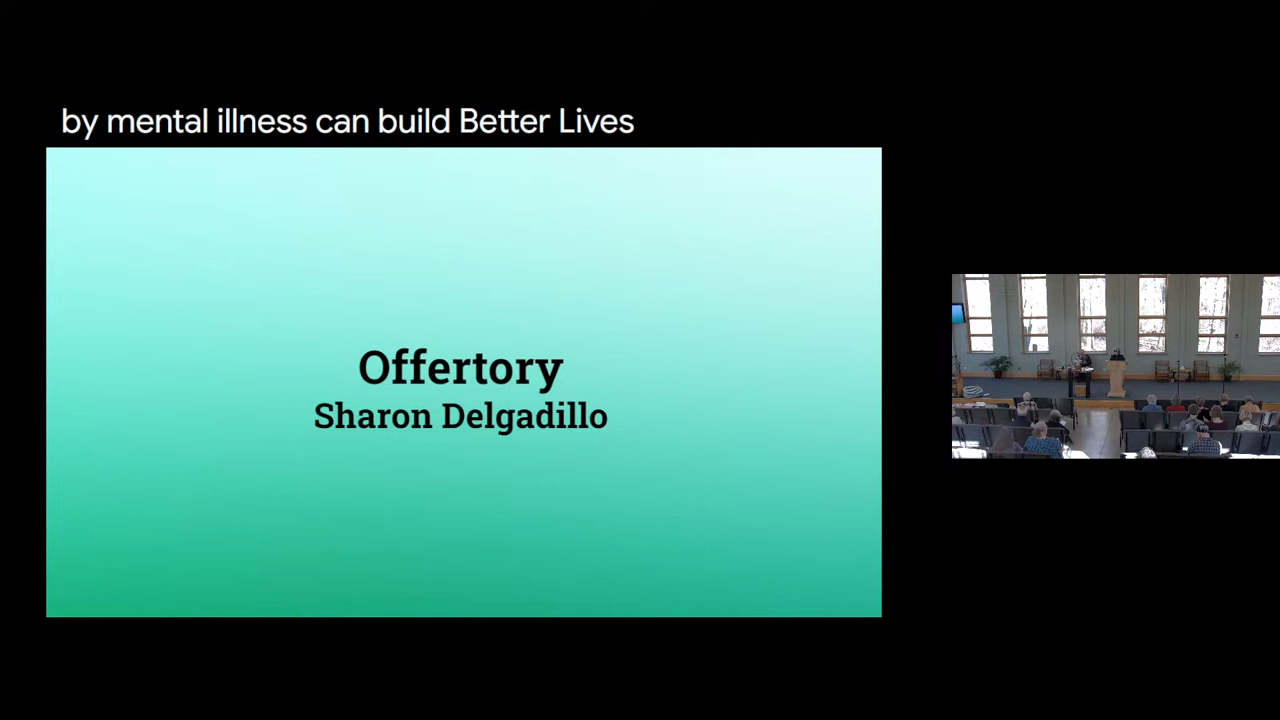 by mental illness can build Better Lives
Offertory
Sharon Delgadillo